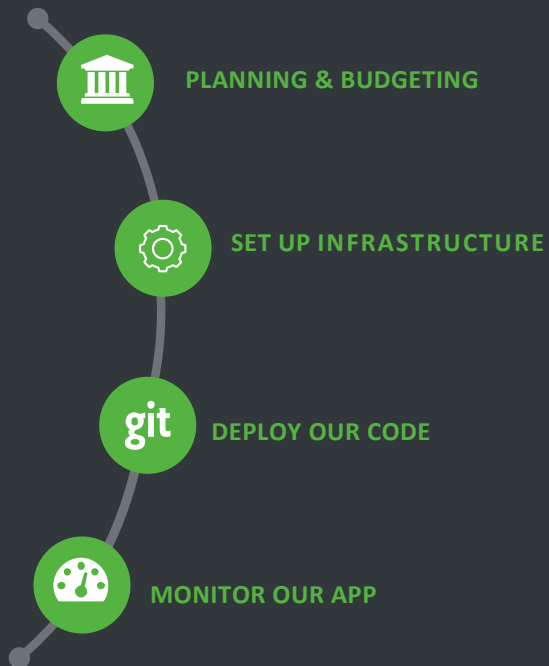 PLANNING & BUDGETING
SET UP INFRASTRUCTURE
git
DEPLOY OUR CODE
MONITOR OUR APP